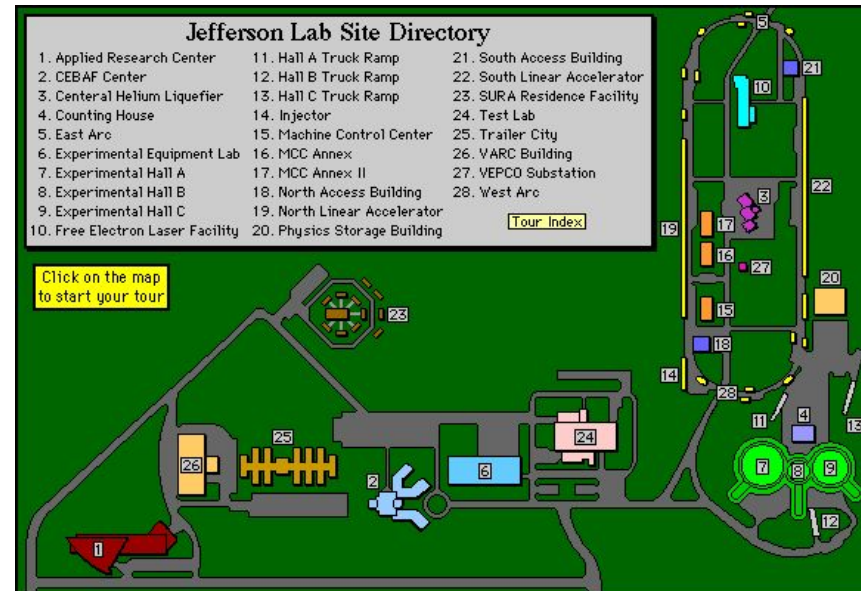 Jefferson Lab Site Directory
1. Applied Research Center
2. CEBAF Center
3. Centeral Helium Liquefier
4. Counting House
5. East Arc
6. Experimental Equipment Lab
7. Experimental Hall A
8. Experimental Hall B
9. Experimental Hall C
10. Free Electron Laser Facility
11. Hall A Truck Ramp
12. Hall B Truck Ramp
13. Hall C Truck Ramp
14. Injector
15. Machine Control Center
16. MCC Annex
17. MCC Annex II
18. North Access Building
19. North Linear Accelerator
20. Physics Storage Building
21. South Access Building
22. South Linear Accelerator
23. SURA Residence Facility
24. Test Lab
25. Trailer City
26. VARC Building
27. VEPCO Substation
28. West Arc
Tour Index
Click on the map
to start your tour
5
21
10
22
3
19
17
16
27
20
15
23
18
14
28
11
4
13
25
24
26
2
6
7
8
9
12
1